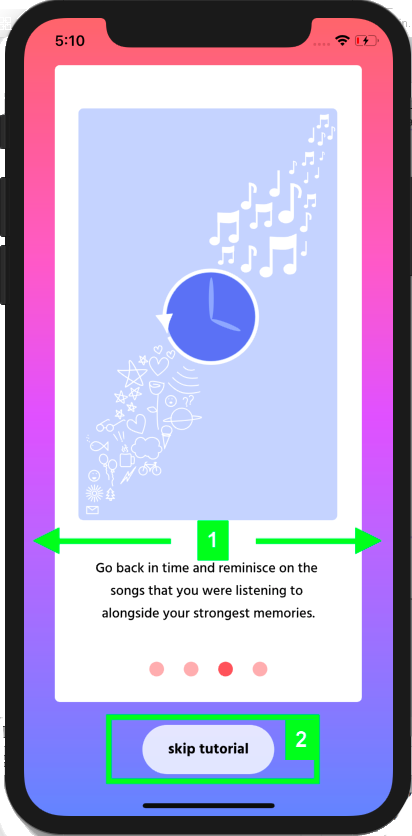 5:10
1
Go back in time and reminisce on the
songs that you were listening to
alongside your strongest memories.
2
skip tutorial